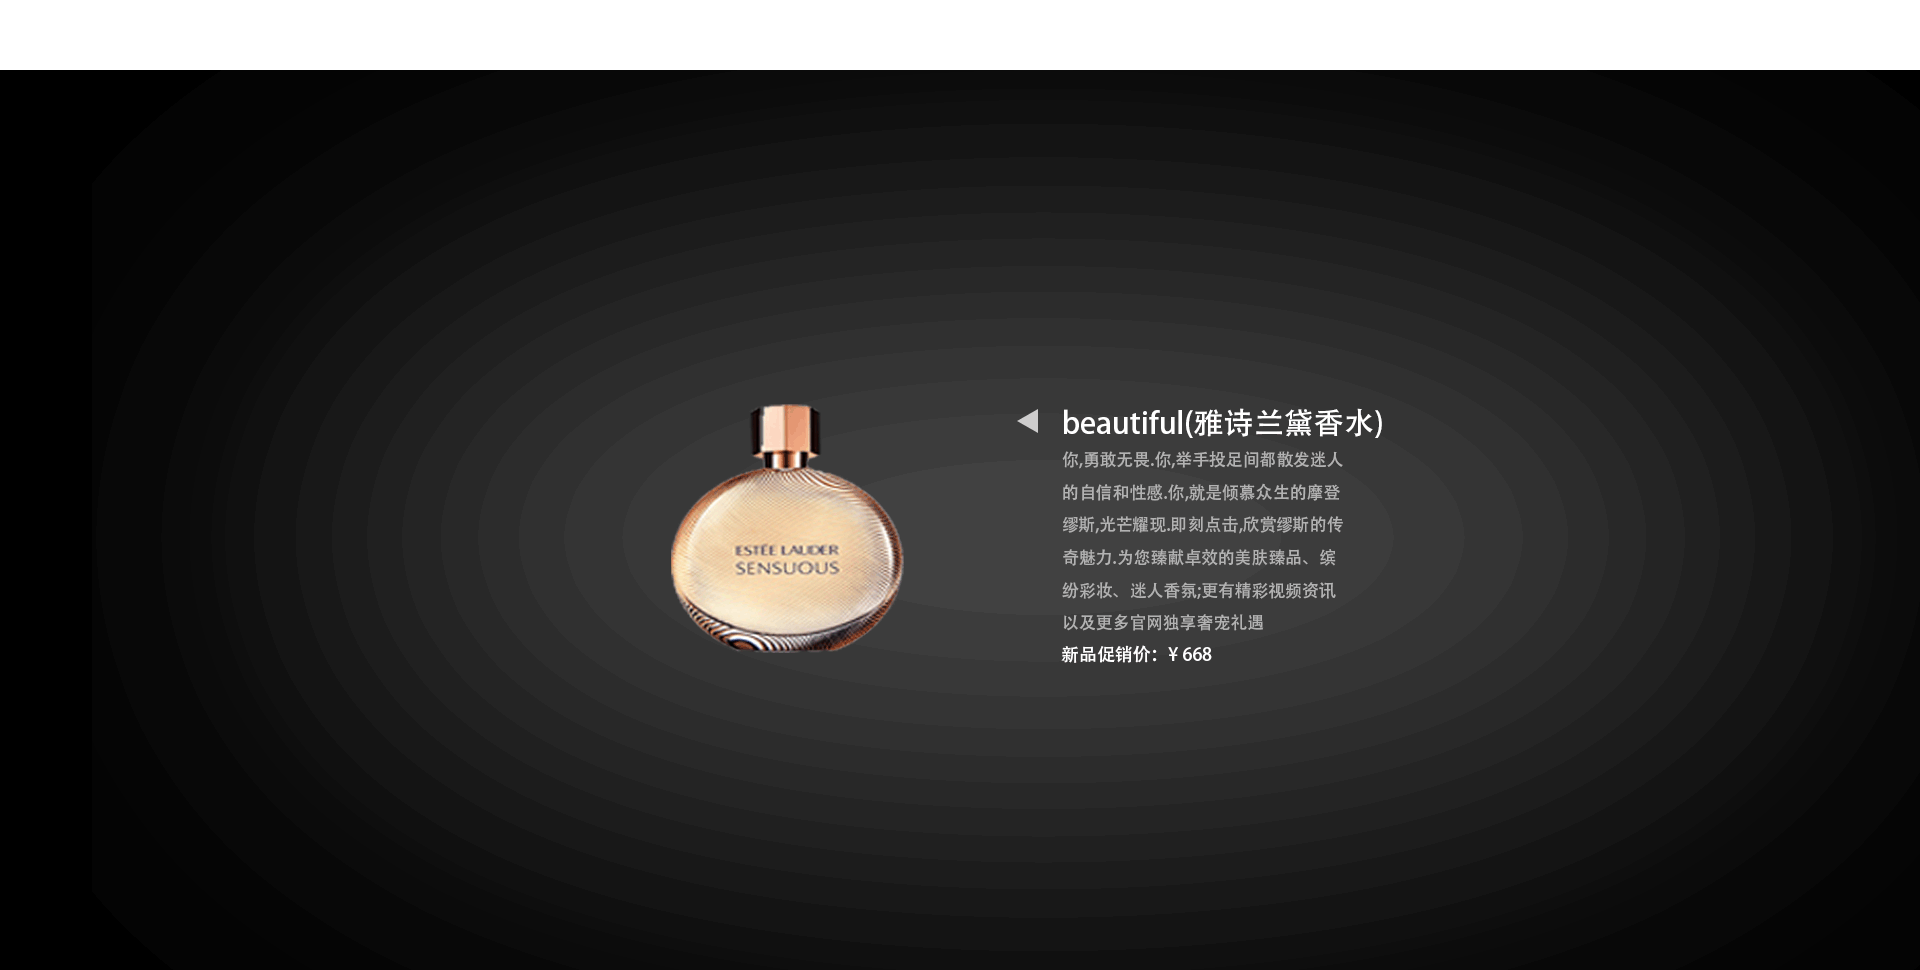 beautiful(雅诗兰黛香水)
你,勇敢无畏.你,举手投足间都散发迷人
的自信和性感.你,就是倾慕众生的摩登
缪斯,光芒耀现.即刻点击,欣赏缪斯的传
奇魅力.为您臻献卓效的美肤臻品、缤
纷彩妆、迷人香氛;更有精彩视频资讯
以及更多官网独享奢宠礼遇
新品促销价：¥ 668
ESTĒE LAUDER
SENSUOUS